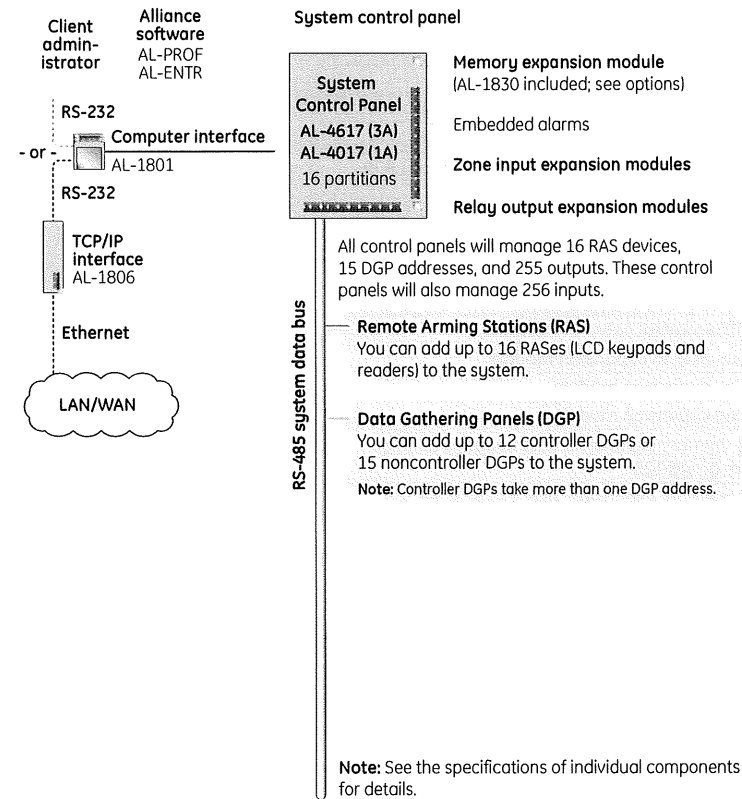 Client
admin-
istrator
Alliance
software
AL-PROF
AL-ENTR
System control panel
RS-232
- or -
Computer interface
AL-1801
RS-232
TCP/IP
interface
AL-1806
Ethernet
LAN/WAN
System
Control Panel
AL-4617 (3A)
AL-4017 (1A)
16 partitions
Memory expansion module
(AL-1830 included; see options)
Embedded alarms
Zone input expansion modules
Relay output expansion modules
RS-485 system data bus
All control panels will manage 16 RAS devices,
15 DGP addresses, and 255 outputs. These control
panels will also manage 256 inputs.
Remote Arming Stations (RAS)
You can add up to 16 RASes (LCD keypads and
readers) to the system.
Data Gathering Panels (DGP)
You can add up to 12 controller DGPs or
15 noncontroller DGPs to the system.
Note: Controller DGPs take more than one DGP address.
Note: See the specifications of individual components
for details.